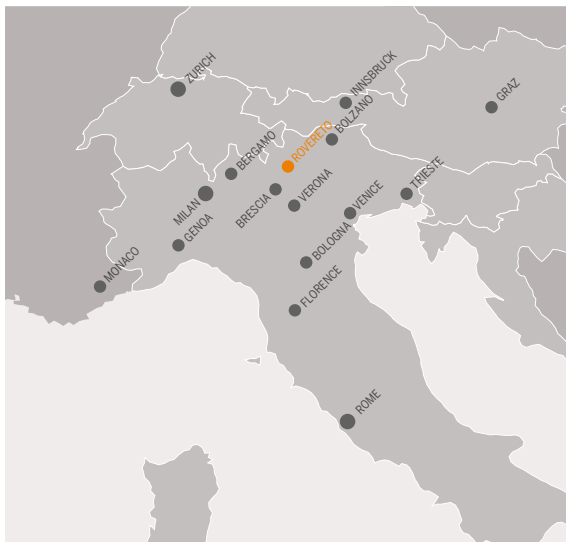 ZURICH
INNSBRUCK
GRAZ
BOLZANO
ROVERETO
BERGAMO
TRIESTE
MILAN
BRESCIA
VERONA
VENICE
GENOA
BOLOGNA
MONACO
FLORENCE
ROME